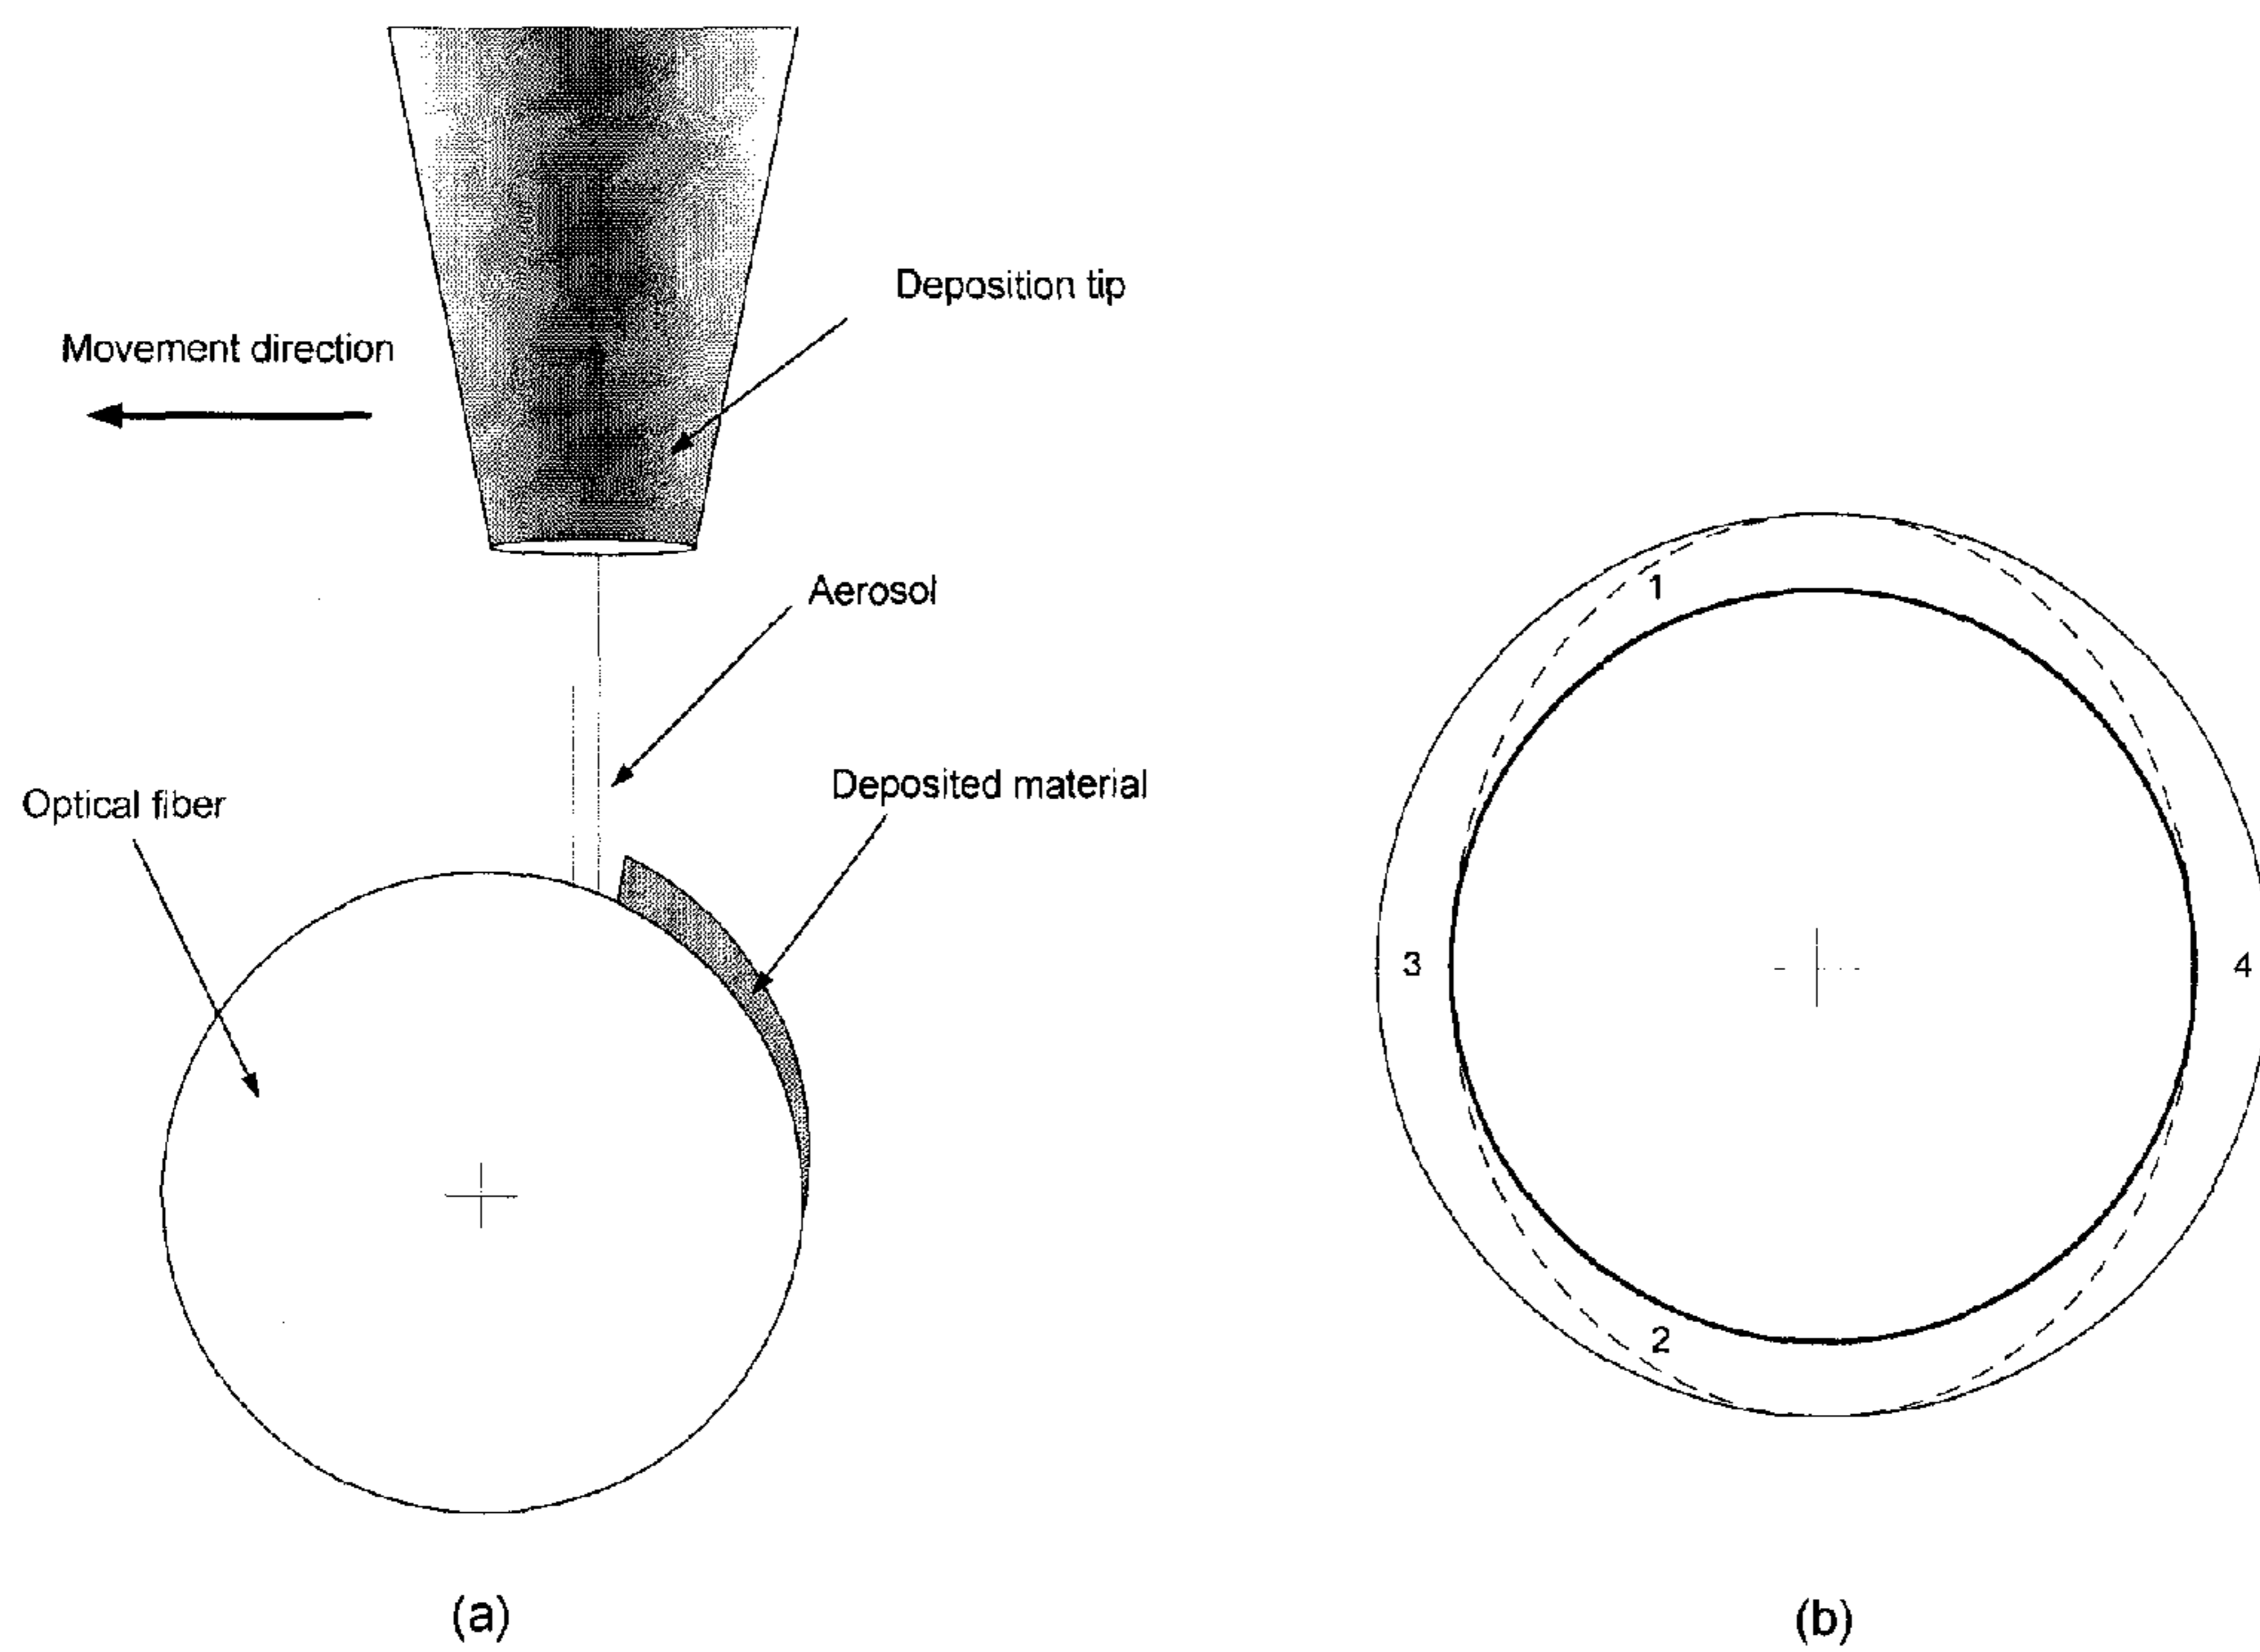 Deposition tip
Movement direction
Aerosol
Deposited material
Optical fiber
1
3
4
2
(a)
(b)